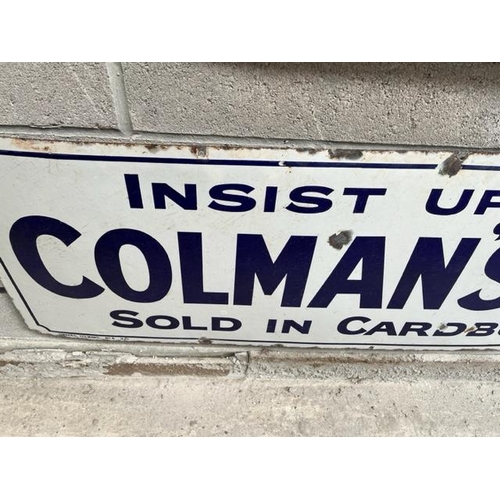 INSIST UP
COLMAN'S
SOLD IN CARDB